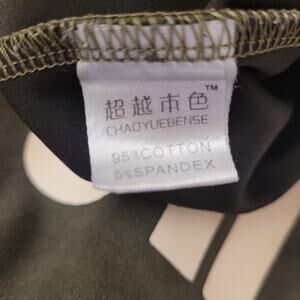 超越本色™
CHAOYUEBENSE
95%COTTON
5%SPANDEX